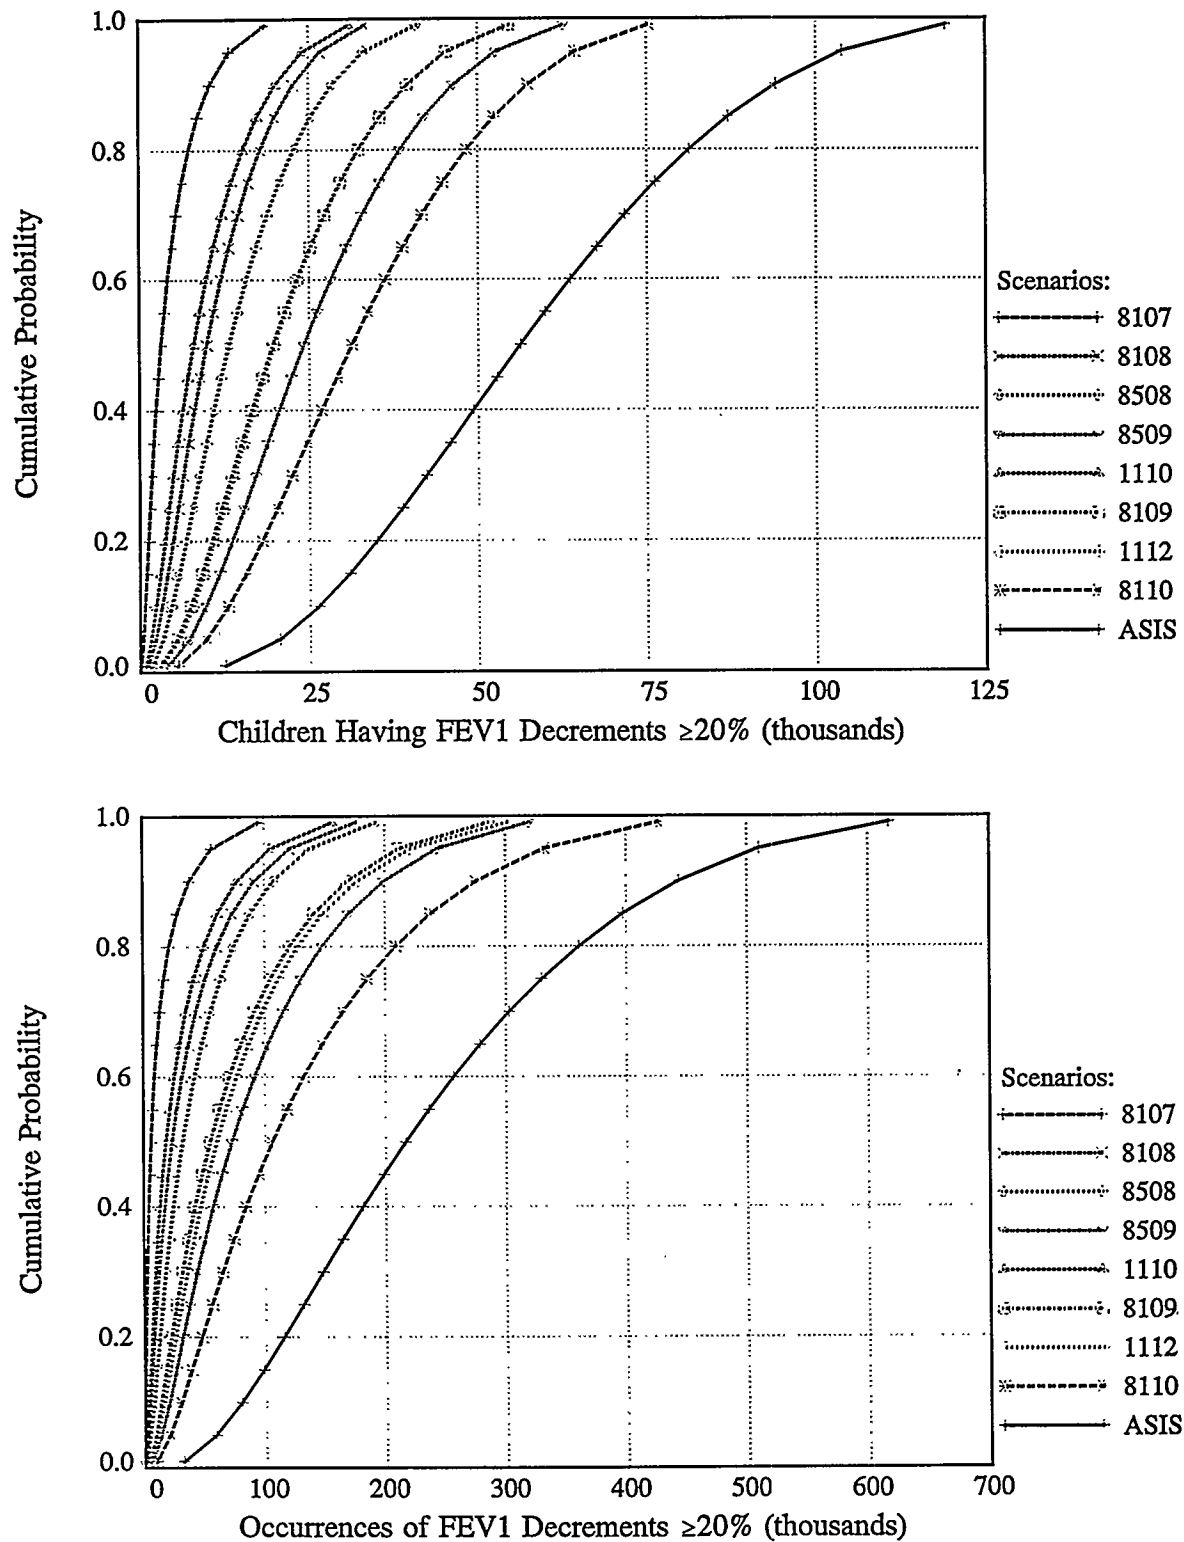 1.0
0.8
0.6
0.4
0.2
0.0
Cumulative Probability
0 25 50 75 100 125
Children Having FEV1 Decrements ≥20% (thousands)
Scenarios:
8107
8108
8508
8509
1110
8109
1112
8110
ASIS
1.0
0.8
0.6
0.4
0.2
0.0
Cumulative Probability
0 100 200 300 400 500 600 700
Occurrences of FEV1 Decrements ≥20% (thousands)
Scenarios:
8107
8108
8508
8509
1110
8109
1112
8110
ASIS